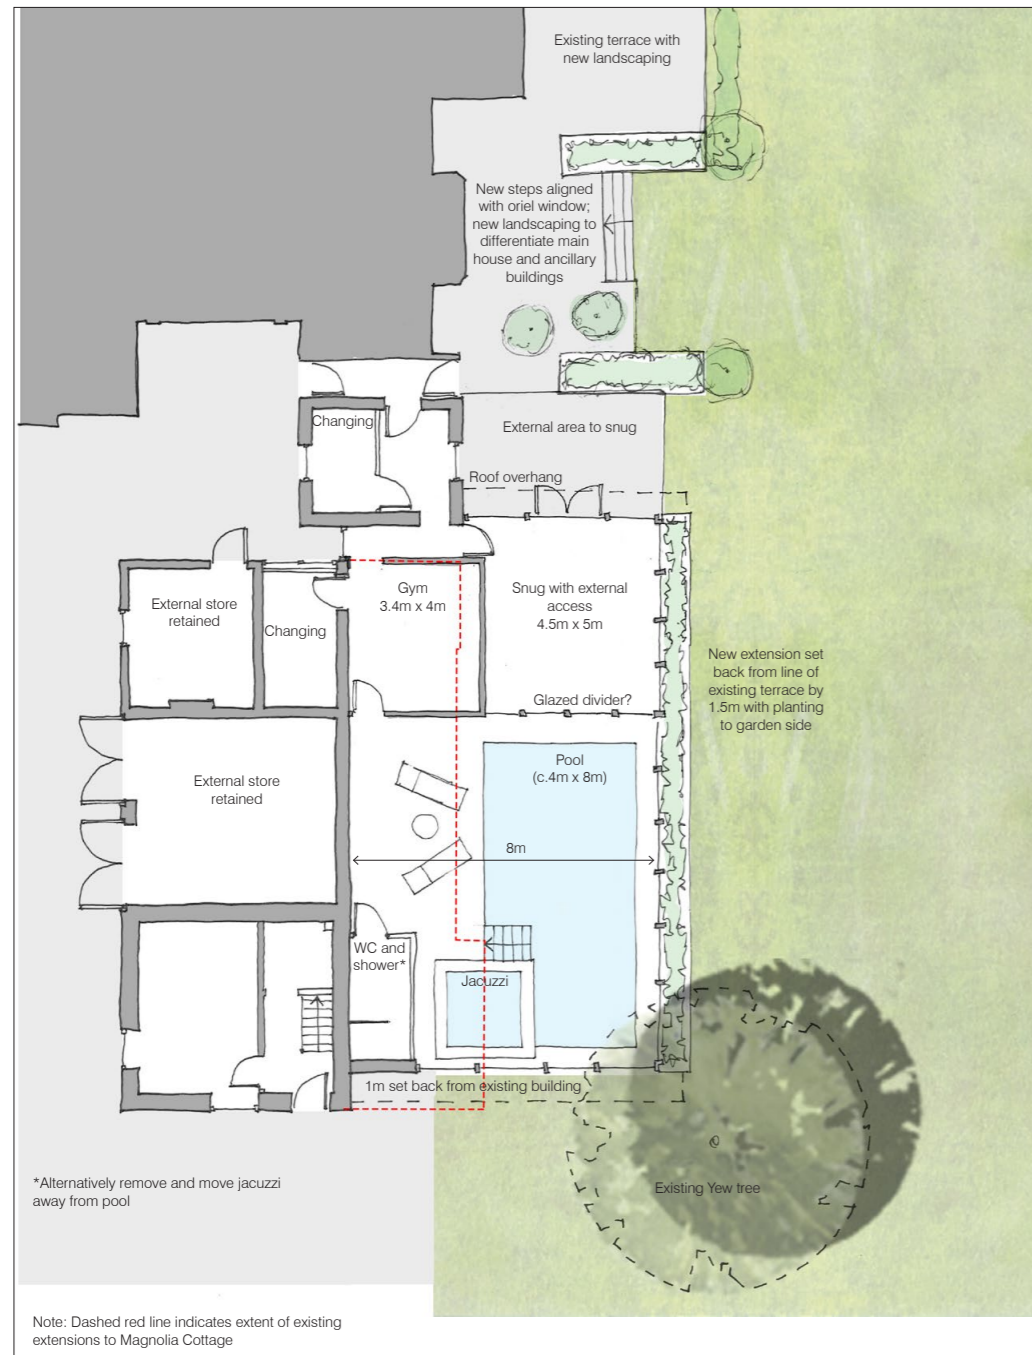 Existing terrace with
new landscaping
New steps aligned
with oriel window;
new landscaping to
differentiate main
house and ancillary
buildings
Changing
External area to snug
Roof overhang
Gym
3.4m x 4m
Snug with external
access
4.5m x 5m
External store
retained
Changing
New extension set
back from line of
existing terrace by
1.5m with planting
to garden side
Glazed divider?
Pool
(c.4m x 8m)
External store
retained
8m
WC and
shower*
Jacuzzi
1m set back from existing building
Existing Yew tree
*Alternatively remove and move jacuzzi
away from pool
Note: Dashed red line indicates extent of existing
extensions to Magnolia Cottage